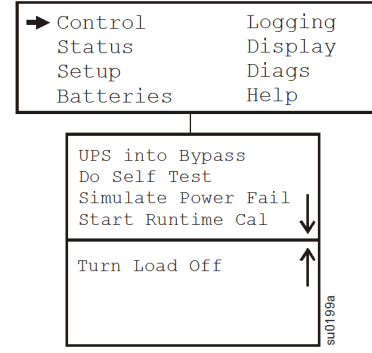 Control Logging
Status Display
Setup Diags
Batteries Help
UPS into Bypass
Do Self Test
Simulate Power Fail
Start Runtime Cal
Turn Load Off
su0199a